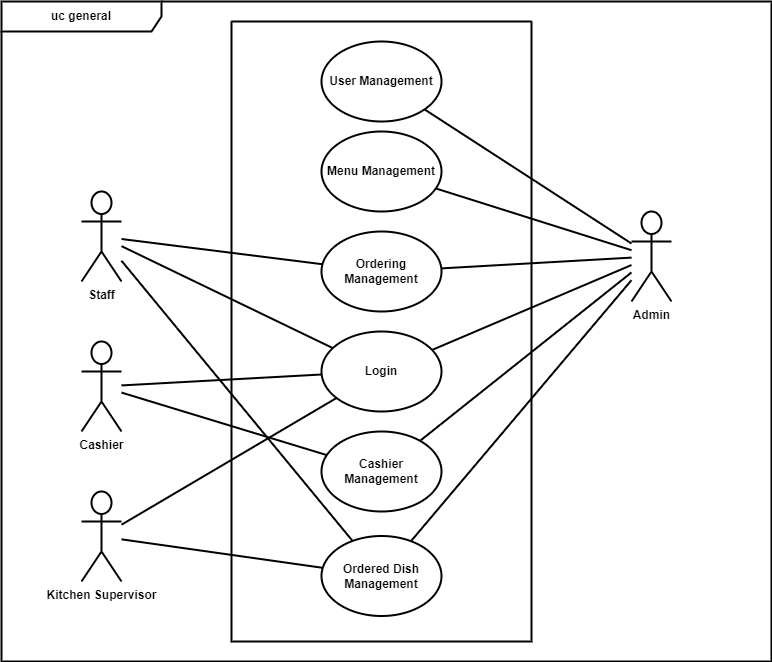 uc general
User Management
Menu Management
Ordering
Management
Staff
Admin
Login
Cashier
Cashier
Management
Ordered Dish
Management
Kitchen Supervisor